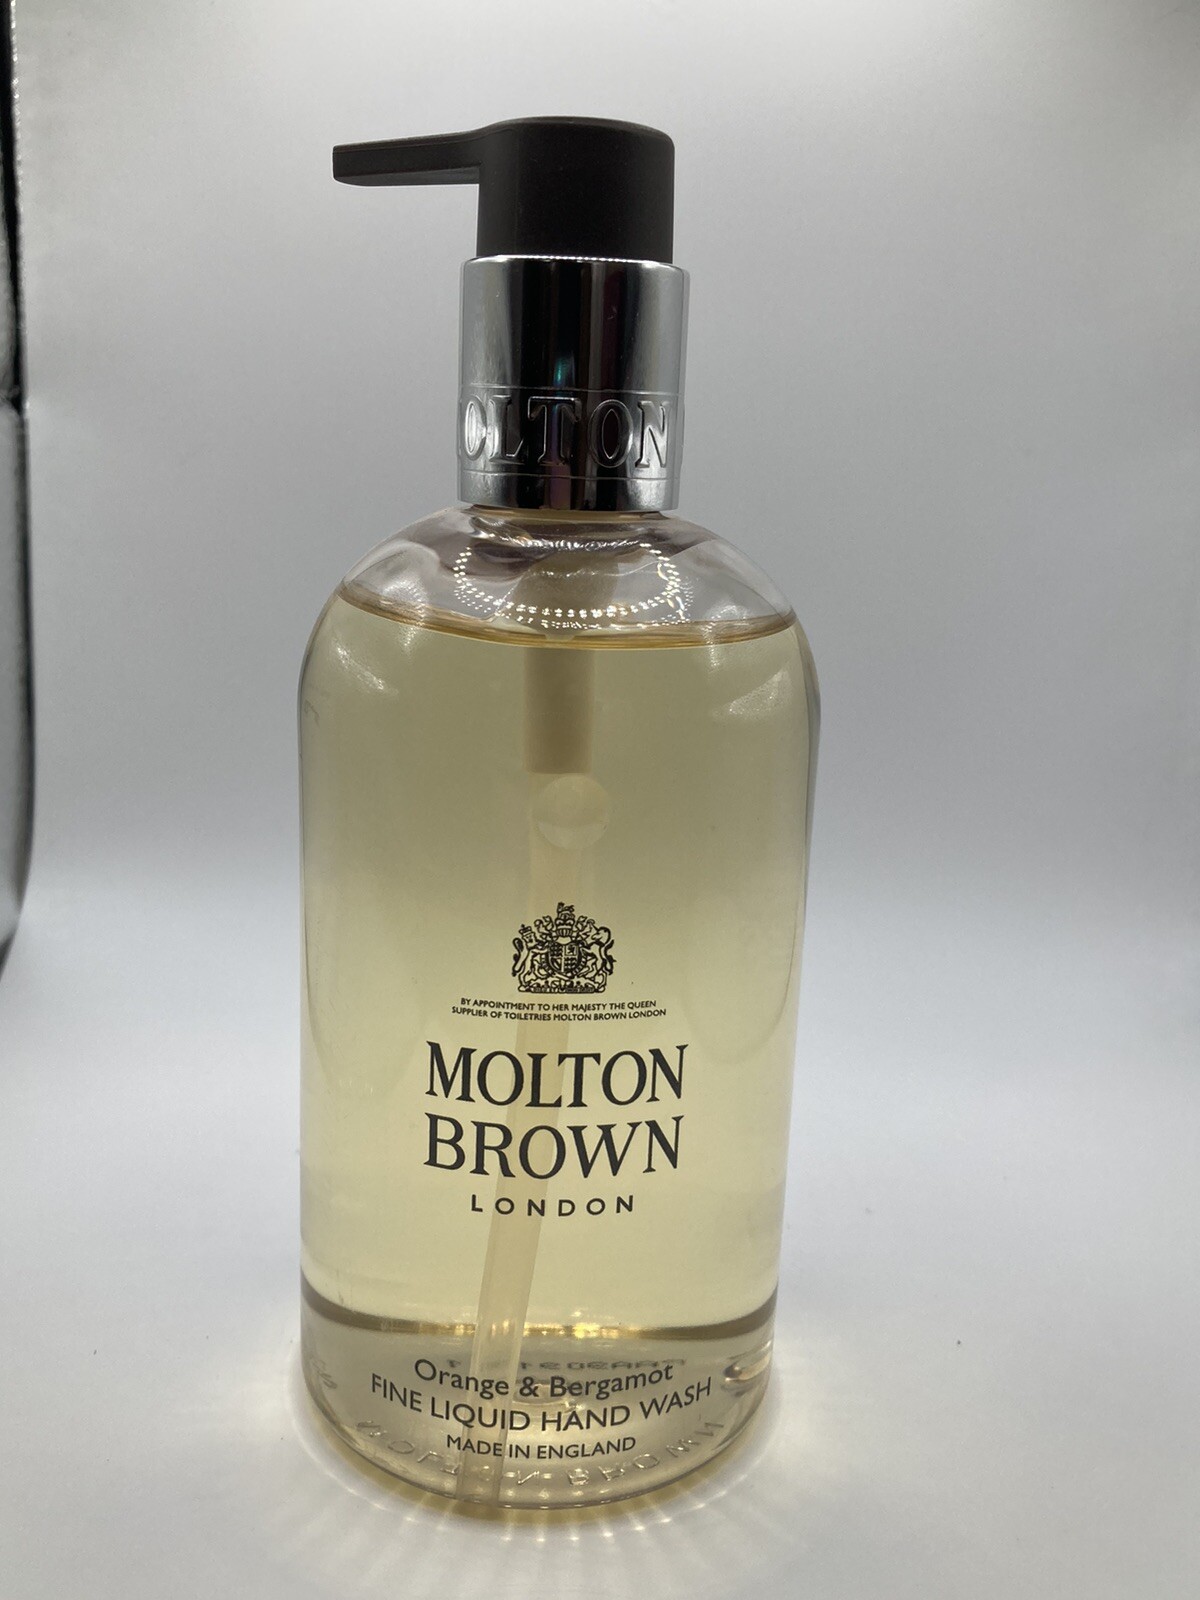 OLTON
BY APPOINTMENT TO HER MAJESTY THE QUEEN
SUPPLIER OF TOILETRIES MOLTON BROWN LONDON
MOLTON
BROWN
LONDON
Orange & Bergamot
FINE LIQUID HAND WASH
MADE IN ENGLAND